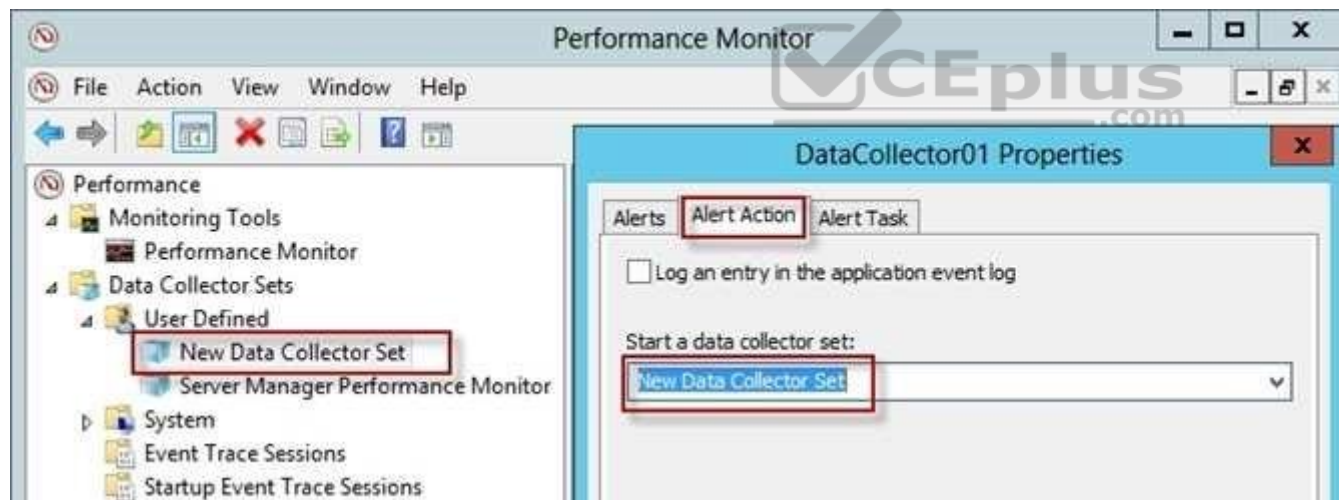 Performance Monitor
CEplus
.com
File Action View Window Help
DataCollector01 Properties
Performance
Monitoring Tools
Performance Monitor
Data Collector Sets
User Defined
New Data Collector Set
Server Manager Performance Monitor
System
Event Trace Sessions
Startup Event Trace Sessions
Alerts Alert Action Alert Task
Log an entry in the application event log
Start a data collector set:
New Data Collector Set